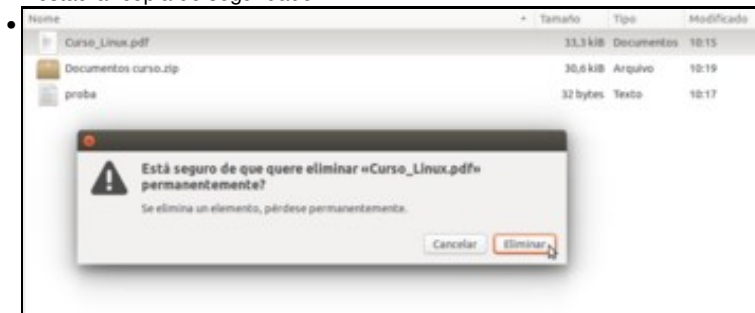 Nome Tamaño Tipo Modificado
Curso_Linux.pdf 33,3 kiB Documentos 10:15
Documentos curso.zip 30,6 kiB Arquivo 10:19
proba 32 bytes Texto 10:17
Está seguro de que quere eliminar «Curso_Linux.pdf»
permanentemente?
Se elimina un elemento, pérdese permanentemente.
Cancelar Eliminar